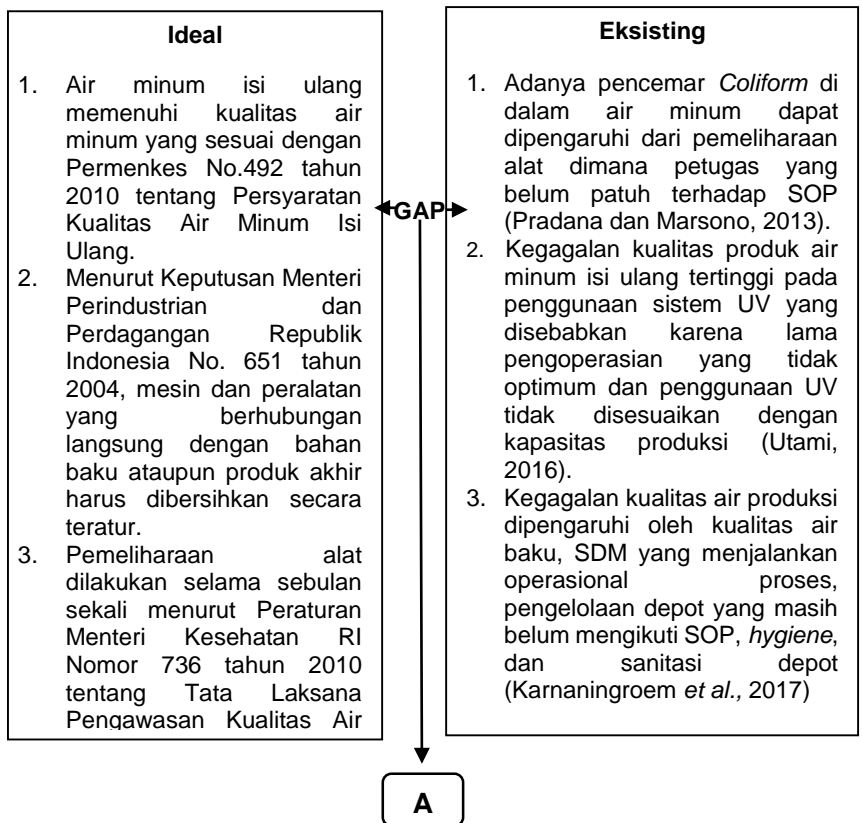 Ideal
1. Air minum isi ulang
memenuhi kualitas air
minum yang sesuai dengan
Permenkes No.492 tahun
2010 tentang Persyaratan
Kualitas Air Minum Isi
Ulang.
2. Menurut Keputusan Menteri
Perindustrian dan
Perdagangan Republik
Indonesia No. 651 tahun
2004, mesin dan peralatan
yang berhubungan
langsung dengan bahan
baku ataupun produk akhir
harus dibersihkan secara
teratur.
3. Pemeliharaan alat
dilakukan selama sebulan
sekali menurut Peraturan
Menteri Kesehatan RI
Nomor 736 tahun 2010
tentang Tata Laksana
Pengawasan Kualitas Air
GAP
Eksisting
1. Adanya pencemar Coliform di
dalam air minum dapat
dipengaruhi dari pemeliharaan
alat dimana petugas yang
belum patuh terhadap SOP
(Pradana dan Marsono, 2013).
2. Kegagalan kualitas produk air
minum isi ulang tertinggi pada
penggunaan sistem UV yang
disebabkan karena lama
pengoperasian yang tidak
optimum dan penggunaan UV
tidak disesuaikan dengan
kapasitas produksi (Utami,
2016).
3. Kegagalan kualitas air produksi
dipengaruhi oleh kualitas air
baku, SDM yang menjalankan
operasional proses,
pengelolaan depot yang masih
belum mengikuti SOP, hygiene,
dan sanitasi depot
(Karnaningroem et al., 2017)
A